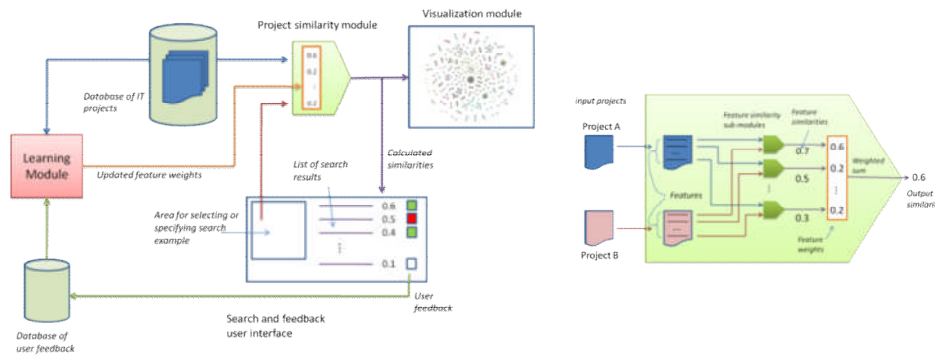 Project similarity module
Visualization module
0.6
0.2
⋮
0.2
Database of IT
projects
Learning
Module
Updated feature weights
List of search
results
Calculated
similarities
Area for selecting or
specifying search
example
0.6
0.5
0.4
⋮
0.1
User
feedback
Search and feedback
user interface
Database of
user feedback
input projects
Project A
Project B
Feature similarity
sub-modules
Feature
similarities
Features
0.7
0.5
⋮
0.3
0.6
0.2
⋮
0.2
Weighted
sum
Feature
weights
0.6
Output
similari